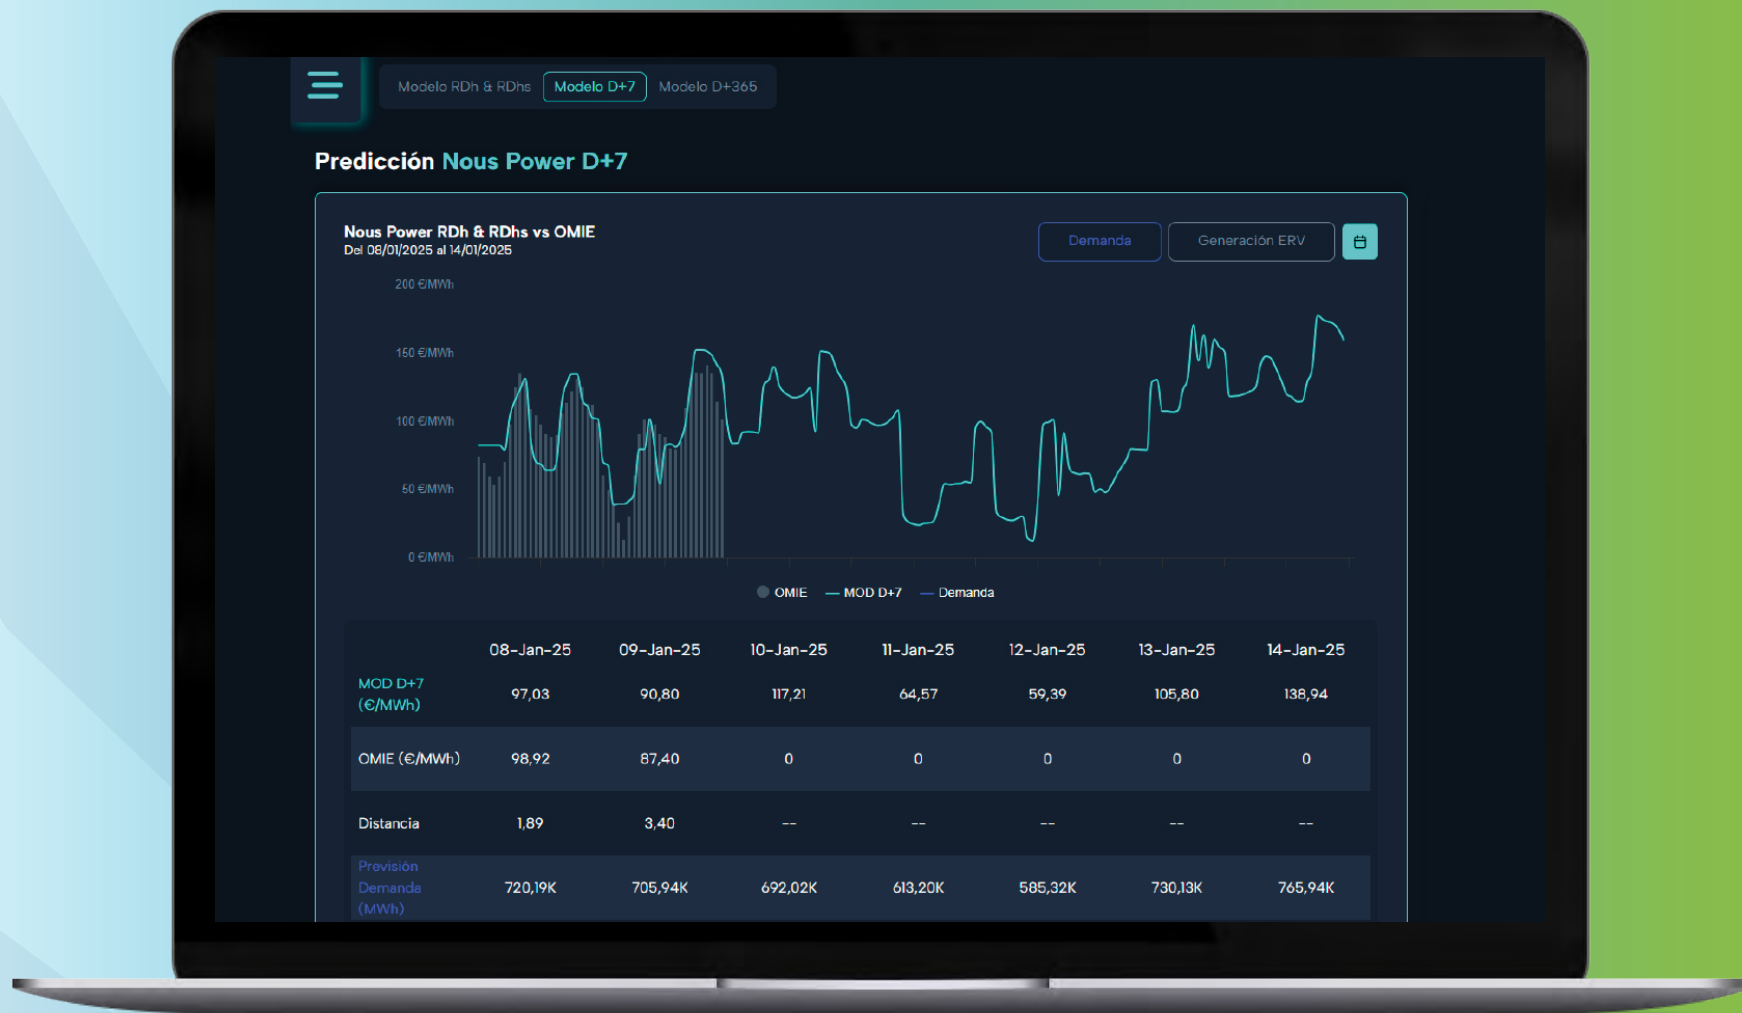 Modelo RDh & RDhs Modelo D+7 Modelo D+365
Predicción Nous Power D+7
Nous Power RDh & RDhs vs OMIE
Del 08/01/2025 al 14/01/2025
Demanda Generación ERV
200 €/MWh
150 €/MWh
100 €/MWh
50 €/MWh
0 €/MWh
OMIE MOD D+7 Demanda
08-Jan-25 09-Jan-25 10-Jan-25 11-Jan-25 12-Jan-25 13-Jan-25 14-Jan-25
MOD D+7
(€/MWh) 97,03 90,80 117,21 64,57 59,39 105,80 138,94
OMIE (€/MWh) 98,92 87,40 0 0 0 0 0
Distancia 1,89 3,40 -- -- -- -- --
Previsión
Demanda
(MWh) 720,19K 705,94K 692,02K 613,20K 585,32K 730,13K 765,94K